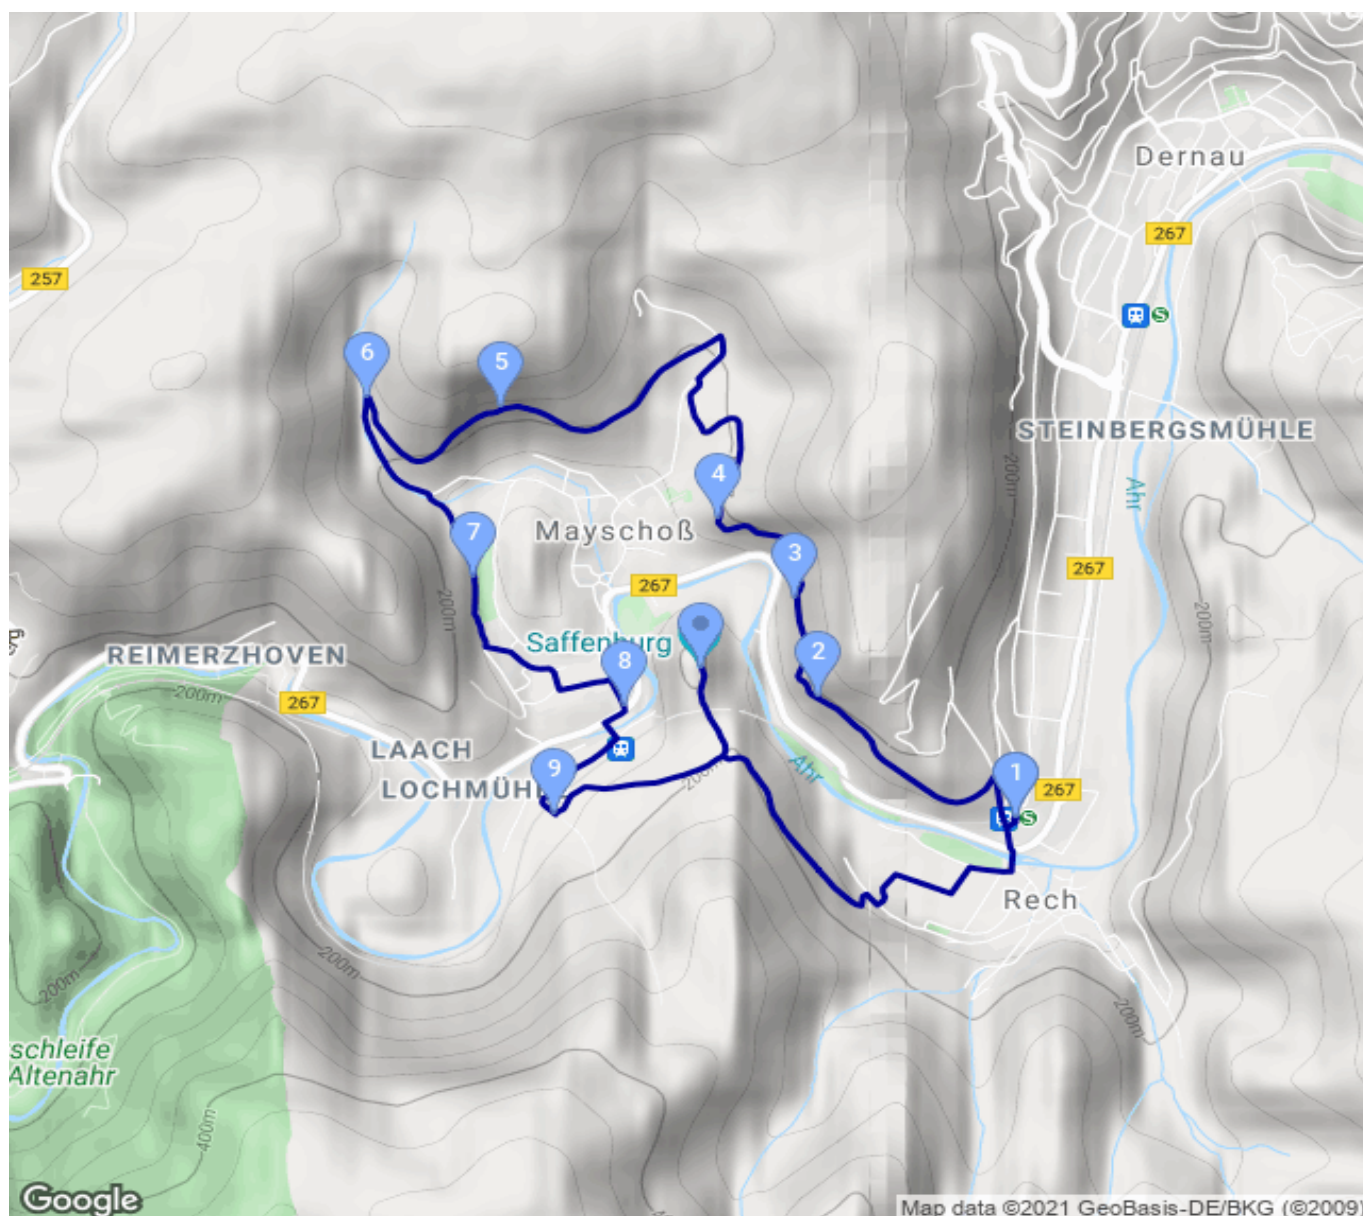 Dernau
267
257
6
5
STEINBERGSMÜHLE
200m
4
Ahr
7
Mayschoß
3
267
267
200m
200m
Saffenburg
REIMERZHOVEN
8
2
200m
267
LAACH
9
200m
Ahr
1
267
LOCHMÜHL
Rech
200m
200m
200m
schleife
Altenahr
400m
Google
Map data ©2021 GeoBasis-DE/BKG (©2009)